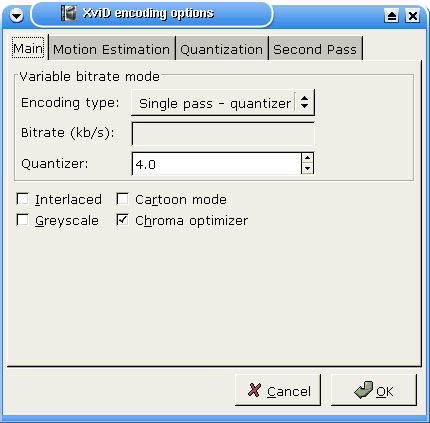 XviD encoding options
Main Motion Estimation Quantization Second Pass
Variable bitrate mode
Encoding type: Single pass - quantizer
Bitrate (kb/s):
Quantizer: 4.0
Interlaced Cartoon mode
Greyscale Chroma optimizer
Cancel OK